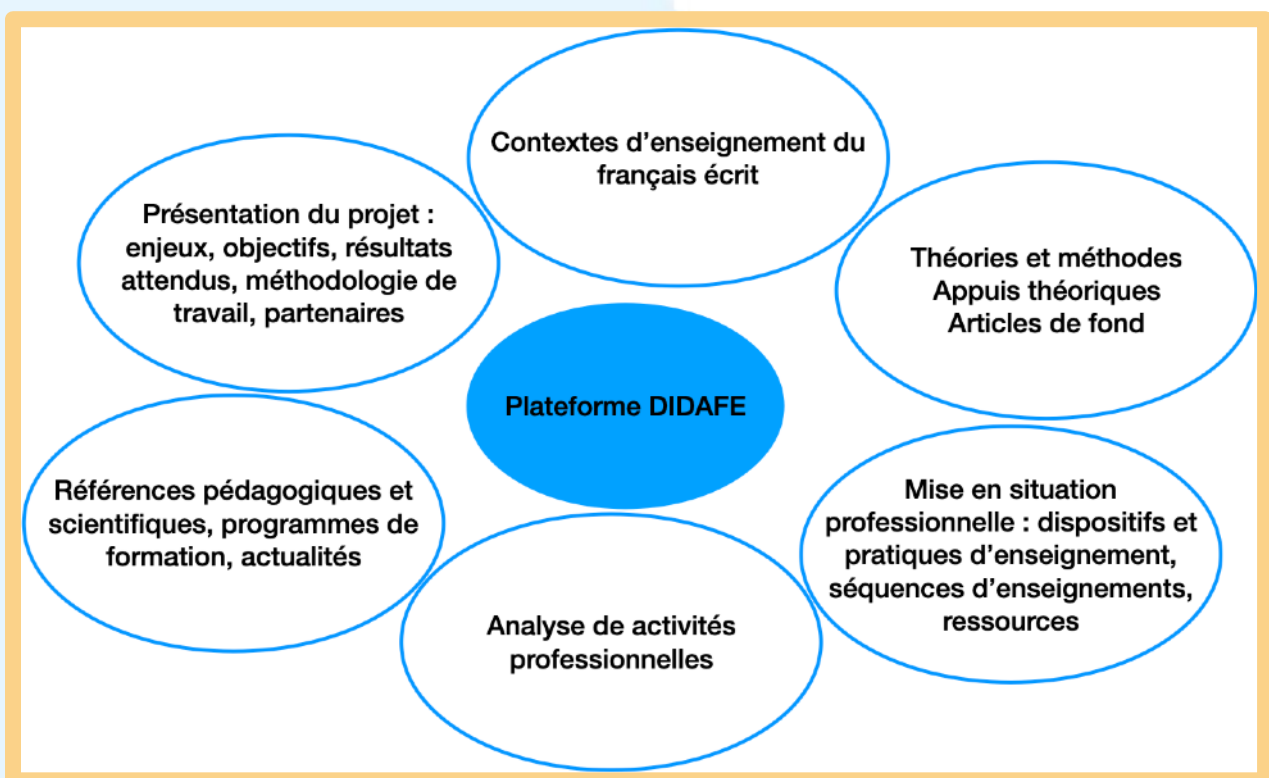 Contextes d'enseignement du
français écrit
Présentation du projet :
enjeux, objectifs, résultats
attendus, méthodologie de
travail, partenaires
Théories et méthodes
Appuis théoriques
Articles de fond
Plateforme DIDAFE
Références pédagogiques et
scientifiques, programmes de
formation, actualités
Mise en situation
professionnelle : dispositifs et
pratiques d'enseignement,
séquences d'enseignements,
ressources
Analyse de activités
professionnelles